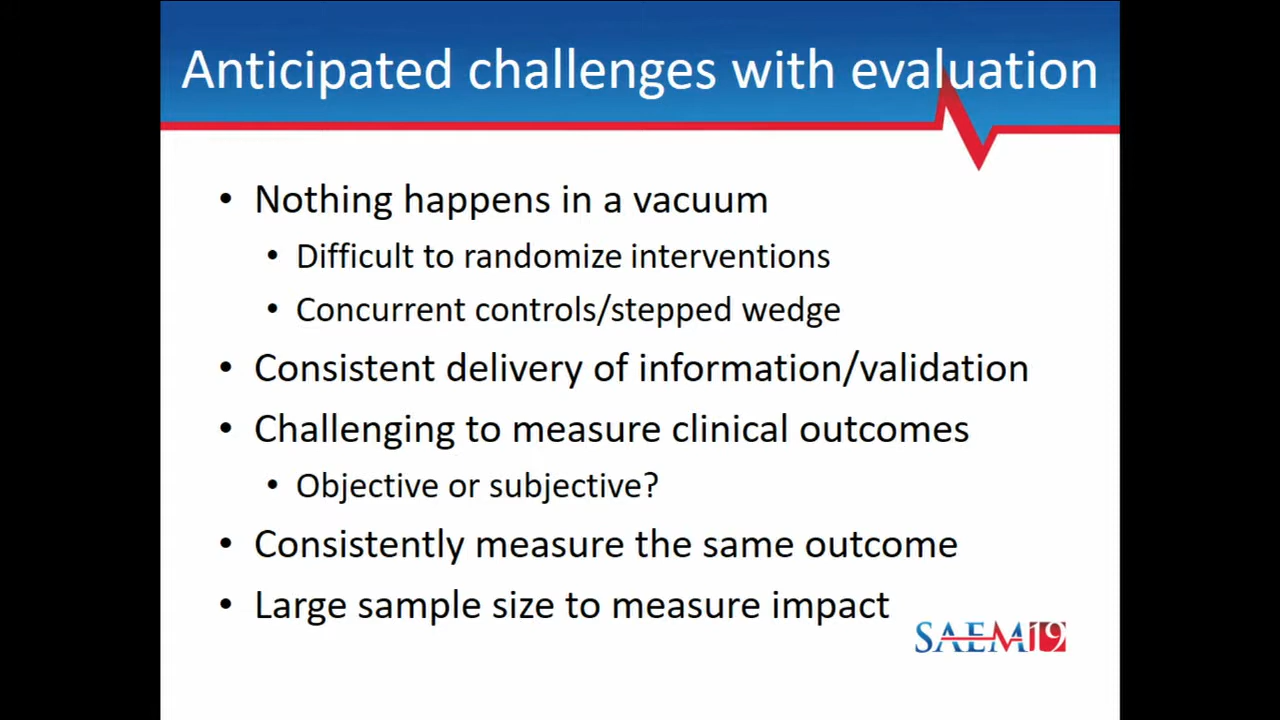 Anticipated challenges with evaluation
• Nothing happens in a vacuum
• Difficult to randomize interventions
• Concurrent controls/stepped wedge
• Consistent delivery of information/validation
• Challenging to measure clinical outcomes
• Objective or subjective?
• Consistently measure the same outcome
• Large sample size to measure impact
SAEM19